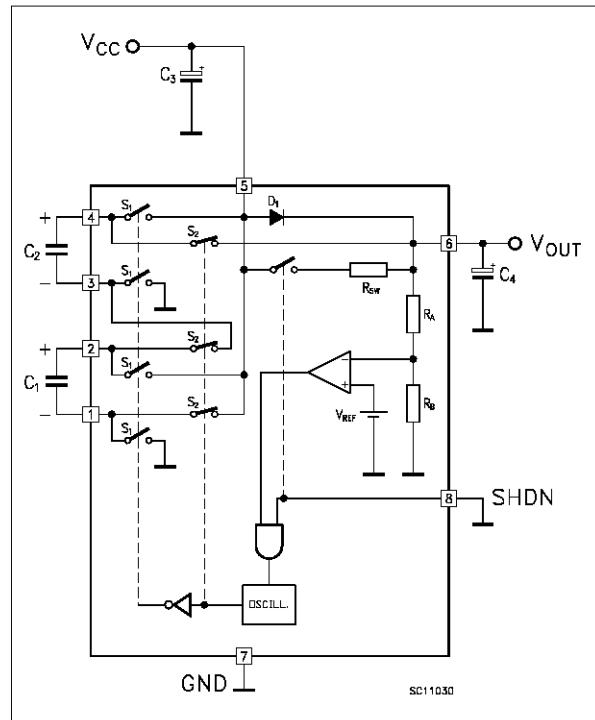 VCC
C3
+
5
S1
D1
+
4
S2
6
VOUT
C2
S1
+
C4
RSW
−
3
RA
+
2
S2
S1
−
+
C1
RB
−
1
S2
VREF
S1
8
SHDN
OSCILL.
7
GND
SC11030